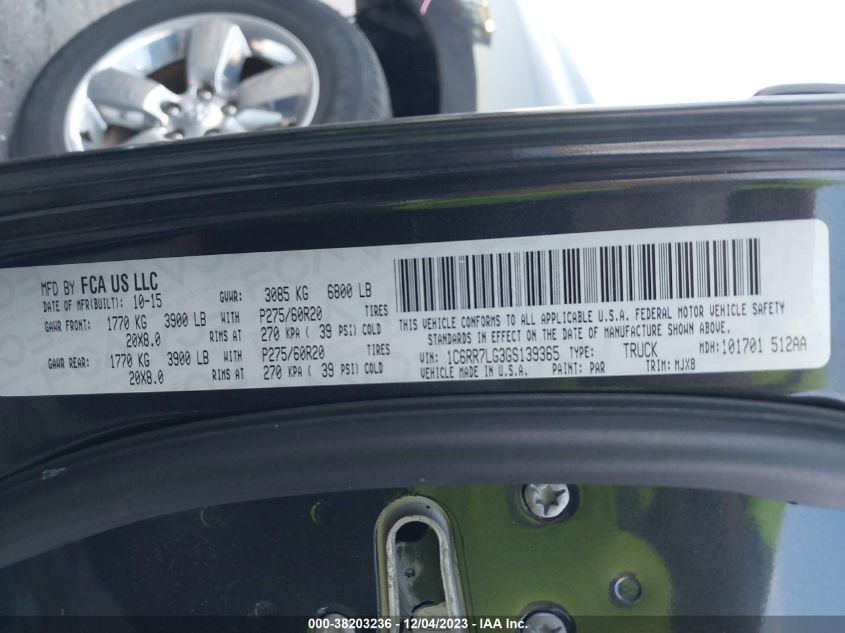 MFD BY FCA US LLC
DATE OF MFR(BUILT): 10-15 GVWR: 3085 KG 6800 LB
GAWR FRONT: 1770 KG 3900 LB WITH P275/60R20 TIRES
20X8.0 RIMS AT 270 KPA ( 39 PSI) COLD
GAWR REAR: 1770 KG 3900 LB WITH P275/60R20 TIRES
20X8.0 RIMS AT 270 KPA ( 39 PSI) COLD
THIS VEHICLE CONFORMS TO ALL APPLICABLE U.S.A. FEDERAL MOTOR VEHICLE SAFETY
STANDARDS IN EFFECT ON THE DATE OF MANUFACTURE SHOWN ABOVE.
VIN: 1C6RR7LG3GS139365 TYPE: TRUCK MDH: 101701 512AA
VEHICLE MADE IN U.S.A. PAINT: PAR TRIM: MJX8
000-38203236 - 12/04/2023 - IAA Inc.